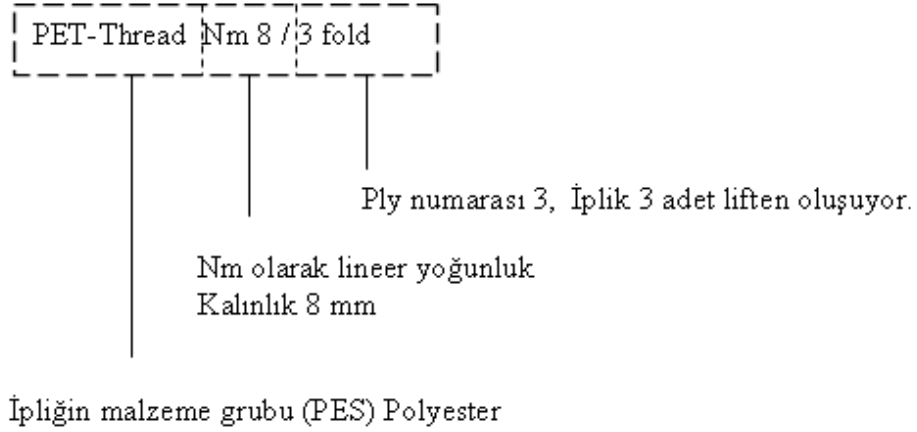 PET-Thread Nm 8 / 3 fold
Ply numarası 3, İplik 3 adet liften oluşuyor.
Nm olarak lineer yoğunluk
Kalınlık 8 mm
İpliğin malzeme grubu (PES) Polyester